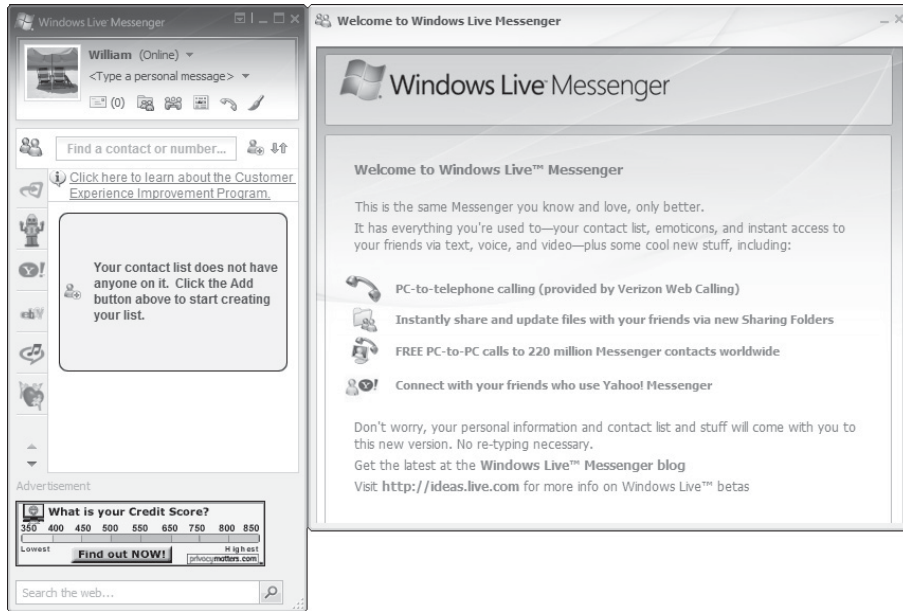 Windows Live Messenger
William (Online)
<Type a personal message>
(0)
Find a contact or number...
Click here to learn about the Customer
Experience Improvement Program.
Your contact list does not have
anyone on it. Click the Add
button above to start creating
your list.
ebY
Advertisement
What is your Credit Score?
350 400 450 500 550 650 750 800 850
Lowest Highest
Find out NOW!
privacymatters.com
Search the web...
Welcome to Windows Live Messenger
Windows Live Messenger
Welcome to Windows Live™ Messenger
This is the same Messenger you know and love, only better.
It has everything you're used to—your contact list, emoticons, and instant access to
your friends via text, voice, and video—plus some cool new stuff, including:
PC-to-telephone calling (provided by Verizon Web Calling)
Instantly share and update files with your friends via new Sharing Folders
FREE PC-to-PC calls to 220 million Messenger contacts worldwide
Y! Connect with your friends who use Yahoo! Messenger
Don't worry, your personal information and contact list and stuff will come with you to
this new version. No re-typing necessary.
Get the latest at the Windows Live™ Messenger blog
Visit http://ideas.live.com for more info on Windows Live™ betas